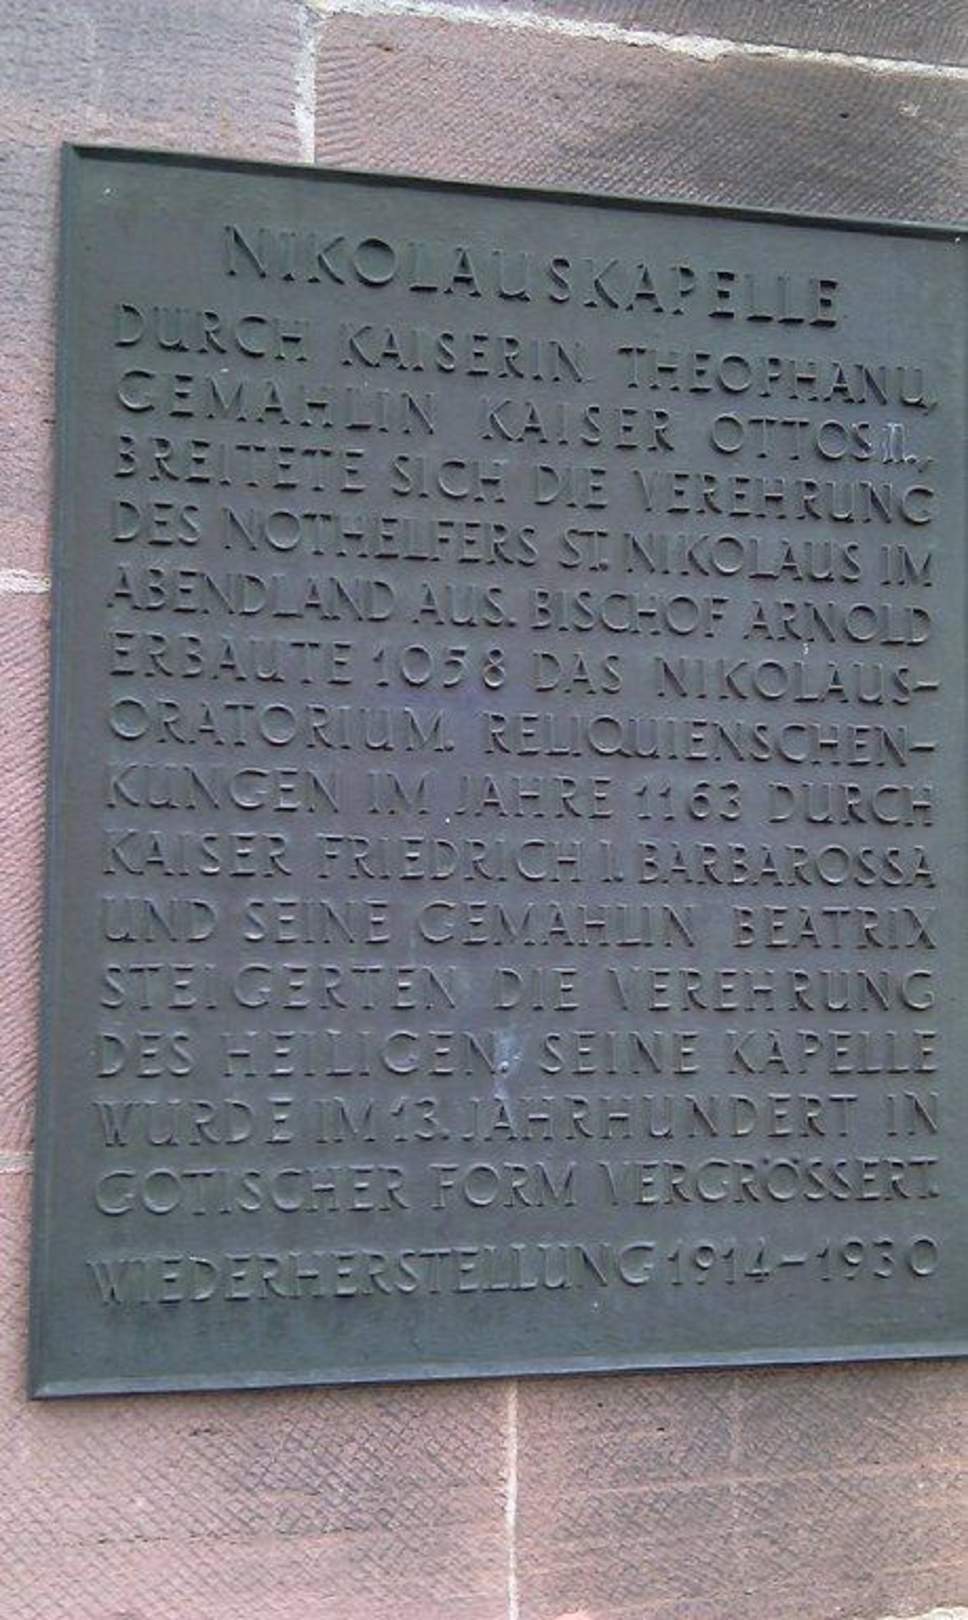 NIKOLAUSKAPELLE
DURCH KAISERIN THEOPHANU,
GEMAHLIN KAISER OTTOS II.,
BREITETE SICH DIE VEREHRUNG
DES NOTHELFERS ST. NIKOLAUS IM
ABENDLAND AUS. BISCHOF ARNOLD
ERBAUTE 1058 DAS NIKOLAUS-
ORATORIUM. RELIQUIENSCHEN-
KUNGEN IM JAHRE 1163 DURCH
KAISER FRIEDRICH I. BARBAROSSA
UND SEINE GEMAHLIN BEATRIX
STEIGERTEN DIE VEREHRUNG
DES HEILIGEN. SEINE KAPELLE
WURDE IM 13. JAHRHUNDERT IN
GOTISCHER FORM VERGRÖSSERT.
WIEDERHERSTELLUNG 1914-1930